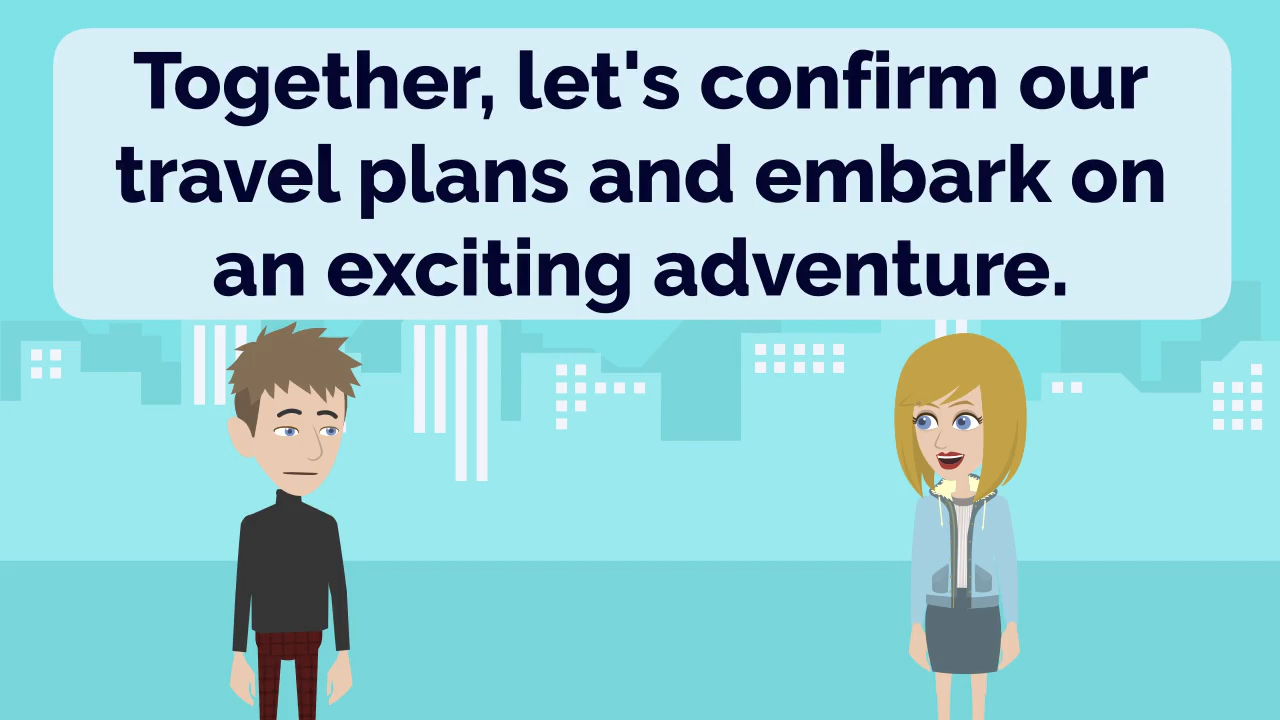 Together, let's confirm our
travel plans and embark on
an exciting adventure.